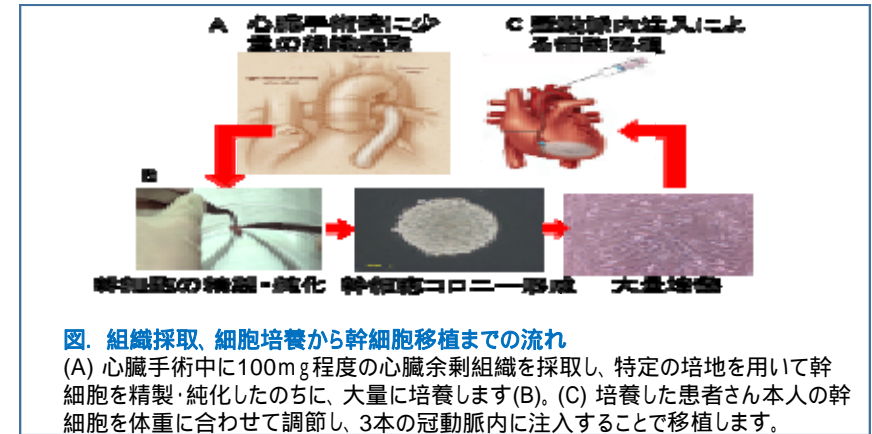 A 心臓手術時に少
量の組織採取
C 冠動脈内注入によ
る細胞移植
B
幹細胞の精製・純化 幹細胞コロニー形成 大量培養
図. 組織採取、細胞培養から幹細胞移植までの流れ
(A) 心臓手術中に100mg程度の心臓余剰組織を採取し、特定の培地を用いて幹
細胞を精製・純化したのちに、大量に培養します(B)。(C) 培養した患者さん本人の幹
細胞を体重に合わせて調節し、3本の冠動脈内に注入することで移植します。